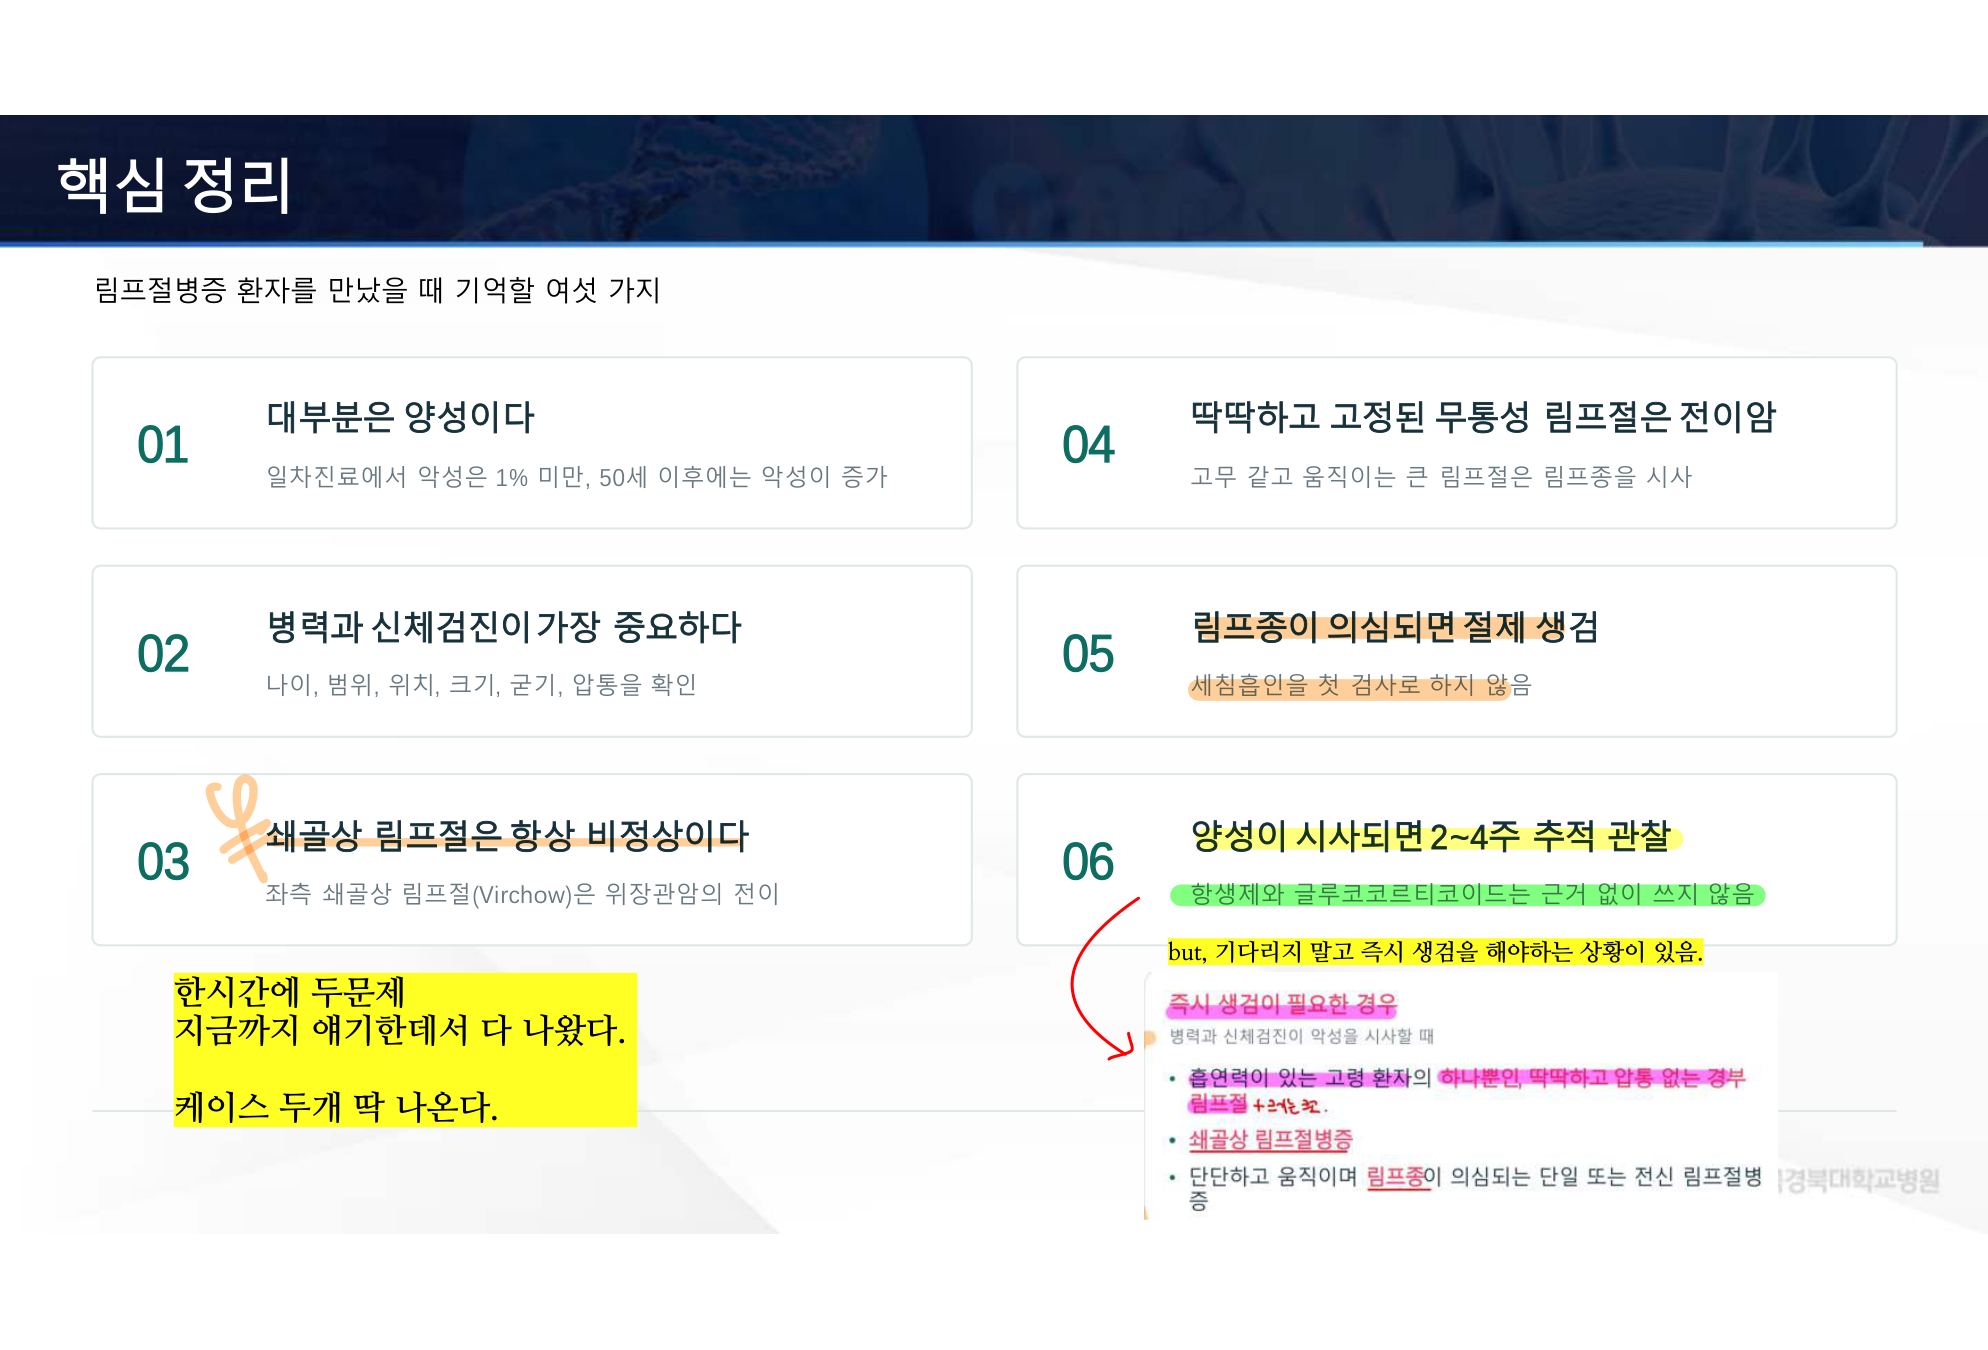 핵심 정리
림프절병증 환자를 만났을 때 기억할 여섯 가지
01
대부분은 양성이다
일차진료에서 악성은 1% 미만, 50세 이후에는 악성이 증가
02
병력과 신체검진이 가장 중요하다
나이, 범위, 위치, 크기, 굳기, 압통을 확인
03
쇄골상 림프절은 항상 비정상이다
좌측 쇄골상 림프절(Virchow)은 위장관암의 전이
한시간에 두문제
지금까지 얘기한데서 다 나왔다.
케이스 두개 딱 나온다.
04
딱딱하고 고정된 무통성 림프절은 전이암
고무 같고 움직이는 큰 림프절은 림프종을 시사
05
림프종이 의심되면 절제 생검
세침흡인을 첫 검사로 하지 않음
06
양성이 시사되면 2~4주 추적 관찰
항생제와 글루코코르티코이드는 근거 없이 쓰지 않음
but, 기다리지 말고 즉시 생검을 해야하는 상황이 있음.
즉시 생검이 필요한 경우
병력과 신체검진이 악성을 시사할 때
• 흡연력이 있는 고령 환자의 하나뿐인, 딱딱하고 압통 없는 경부
림프절
• 쇄골상 림프절병증
• 단단하고 움직이며 림프종이 의심되는 단일 또는 전신 림프절병
증
경북대학교병원